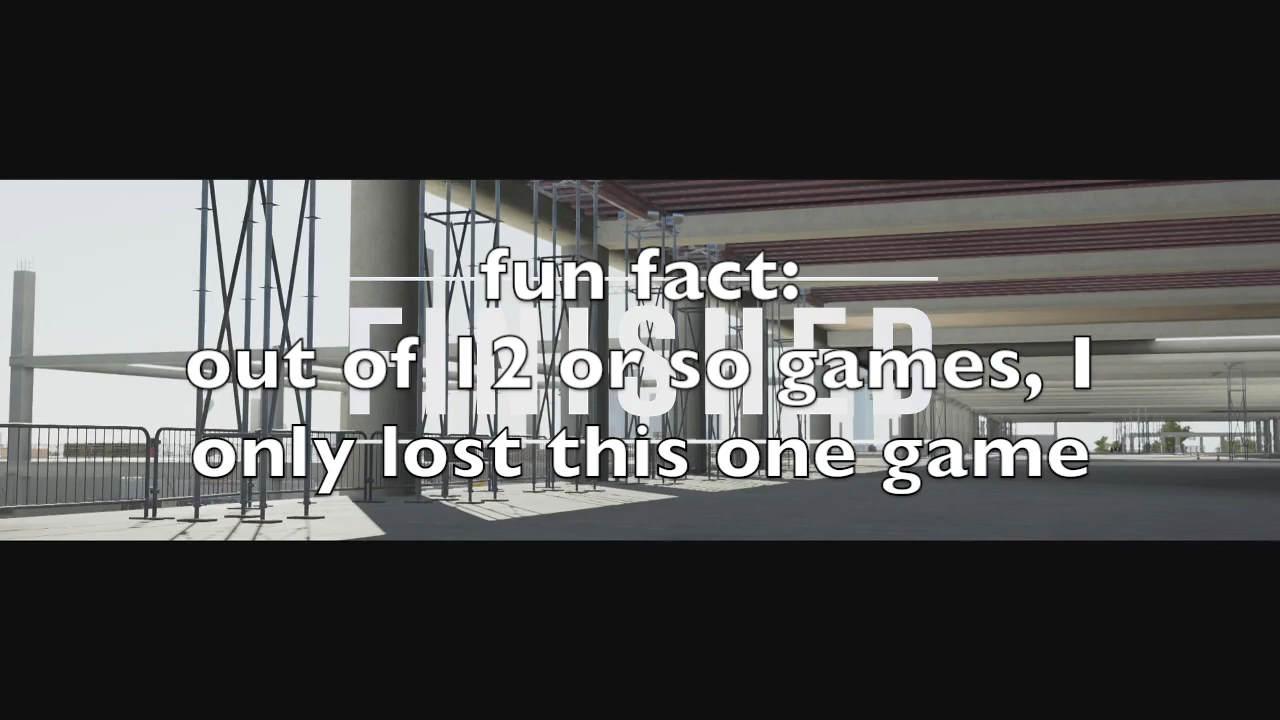 fun fact:
FINISHED
out of 12 or so games, I
only lost this one game